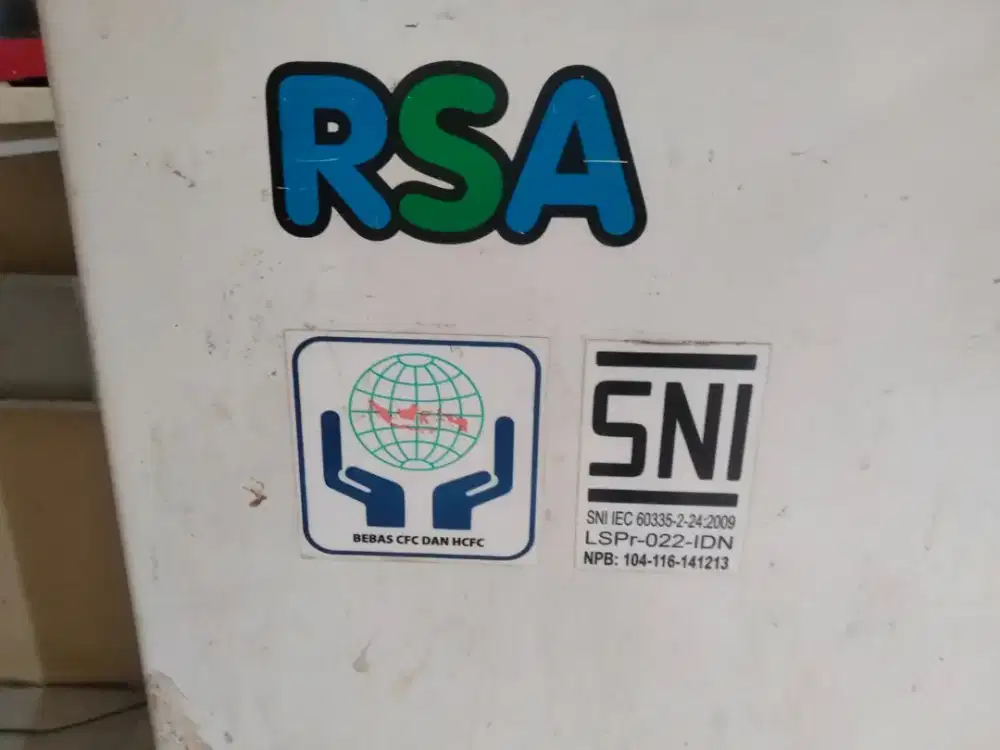 RSA
BEBAS CFC DAN HCFC
SNI
SNI IEC 60335-2-24:2009
LSPr-022-IDN
NPB: 104-116-141213